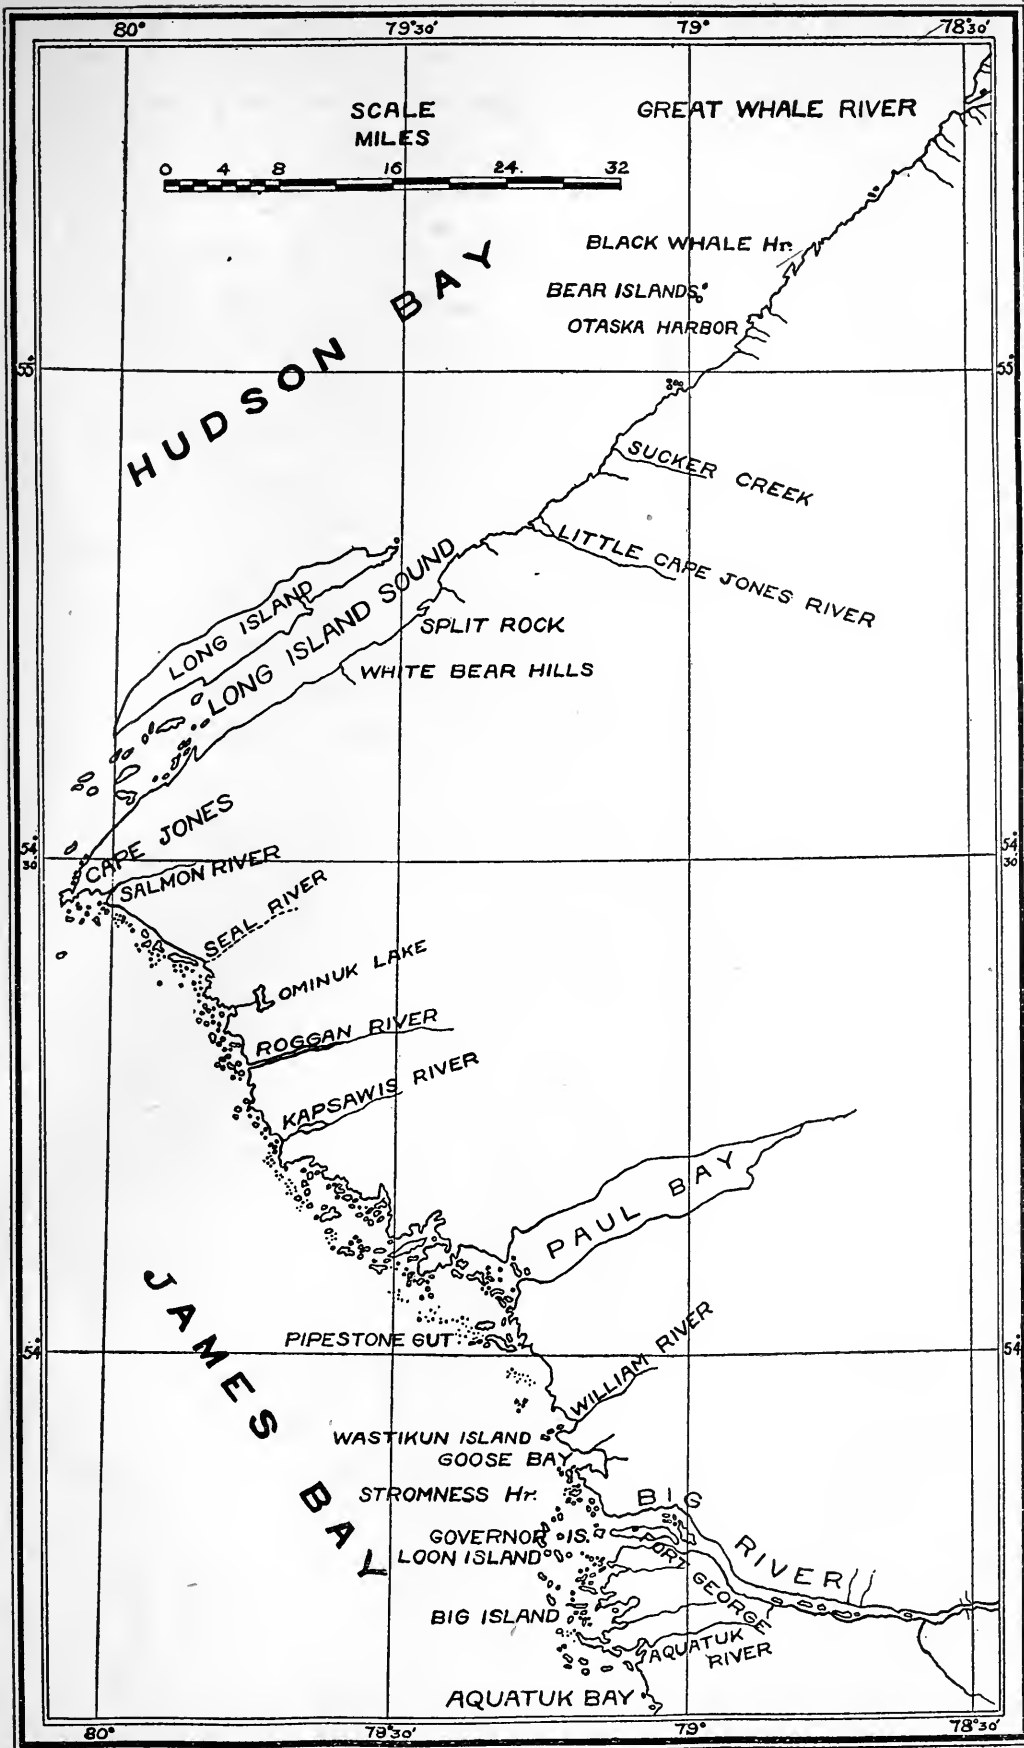 80° 79°30' 79° 78°30'
SCALE
MILES
0 4 8 16 24. 32
GREAT WHALE RIVER
HUDSON BAY
BLACK WHALE Hr.
BEAR ISLANDS
OTASKA HARBOR
55° 55°
SUCKER CREEK
LITTLE CAPE JONES RIVER
LONG ISLAND
LONG ISLAND SOUND
SPLIT ROCK
WHITE BEAR HILLS
CAPE JONES
54° 30' 54° 30'
SALMON RIVER
SEAL RIVER
OMINUK LAKE
ROGGAN RIVER
KAPSAWIS RIVER
PAUL BAY
JAMES BAY
PIPESTONE GUT
54° 54°
WILLIAM RIVER
WASTIKUN ISLAND
GOOSE BAY
STROMNESS Hr.
BIG RIVER
GOVERNOR IS.
LOON ISLAND
FORT GEORGE
BIG ISLAND
AQUATUK
RIVER
AQUATUK BAY
80° 78°30' 79° 78°30'